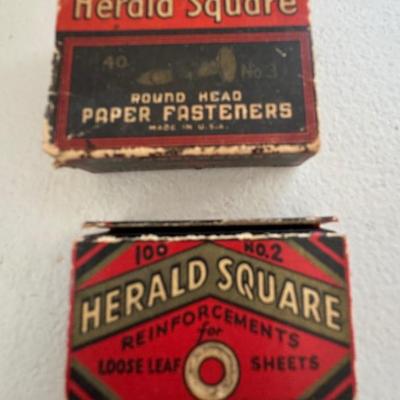 Herald Square
40 No 3
ROUND HEAD
PAPER FASTENERS
MADE IN U.S.A.
100 NO. 2
HERALD SQUARE
REINFORCEMENTS
for
LOOSE LEAF SHEETS